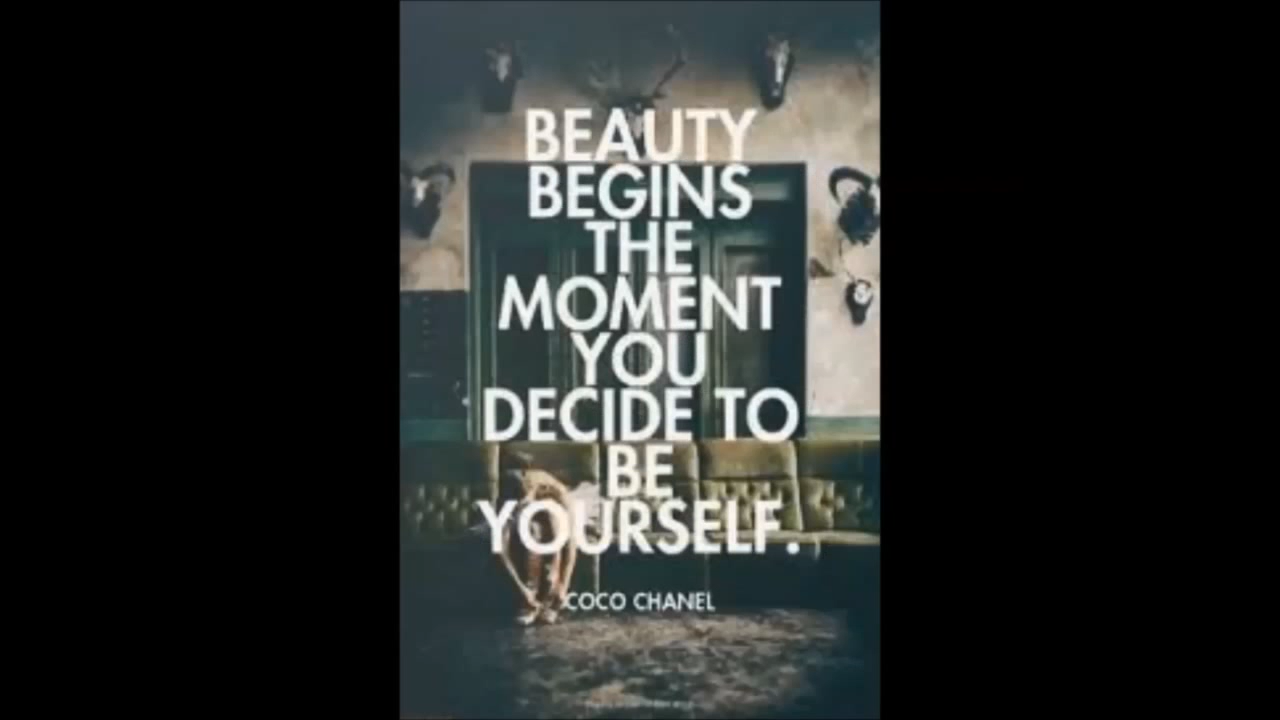 BEAUTY
BEGINS
THE
MOMENT
YOU
DECIDE TO
BE
YOURSELF.
COCO CHANEL